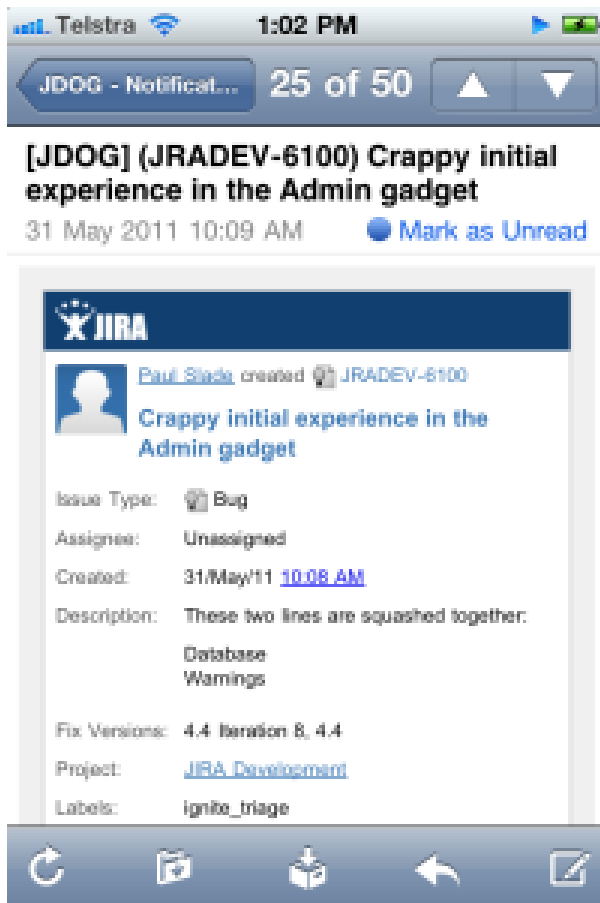 Telstra 1:02 PM
JDOG - Notificat... 25 of 50
[JDOG] (JRADEV-6100) Crappy initial
experience in the Admin gadget
31 May 2011 10:09 AM Mark as Unread
JIRA
Paul Slade created JRADEV-6100
Crappy initial experience in the
Admin gadget
Issue Type: Bug
Assignee: Unassigned
Created: 31/May/11 10:08 AM
Description: These two lines are squashed together:
Database
Warnings
Fix Versions: 4.4 Iteration 8, 4.4
Project: JIRA Development
Labels: ignite_triage